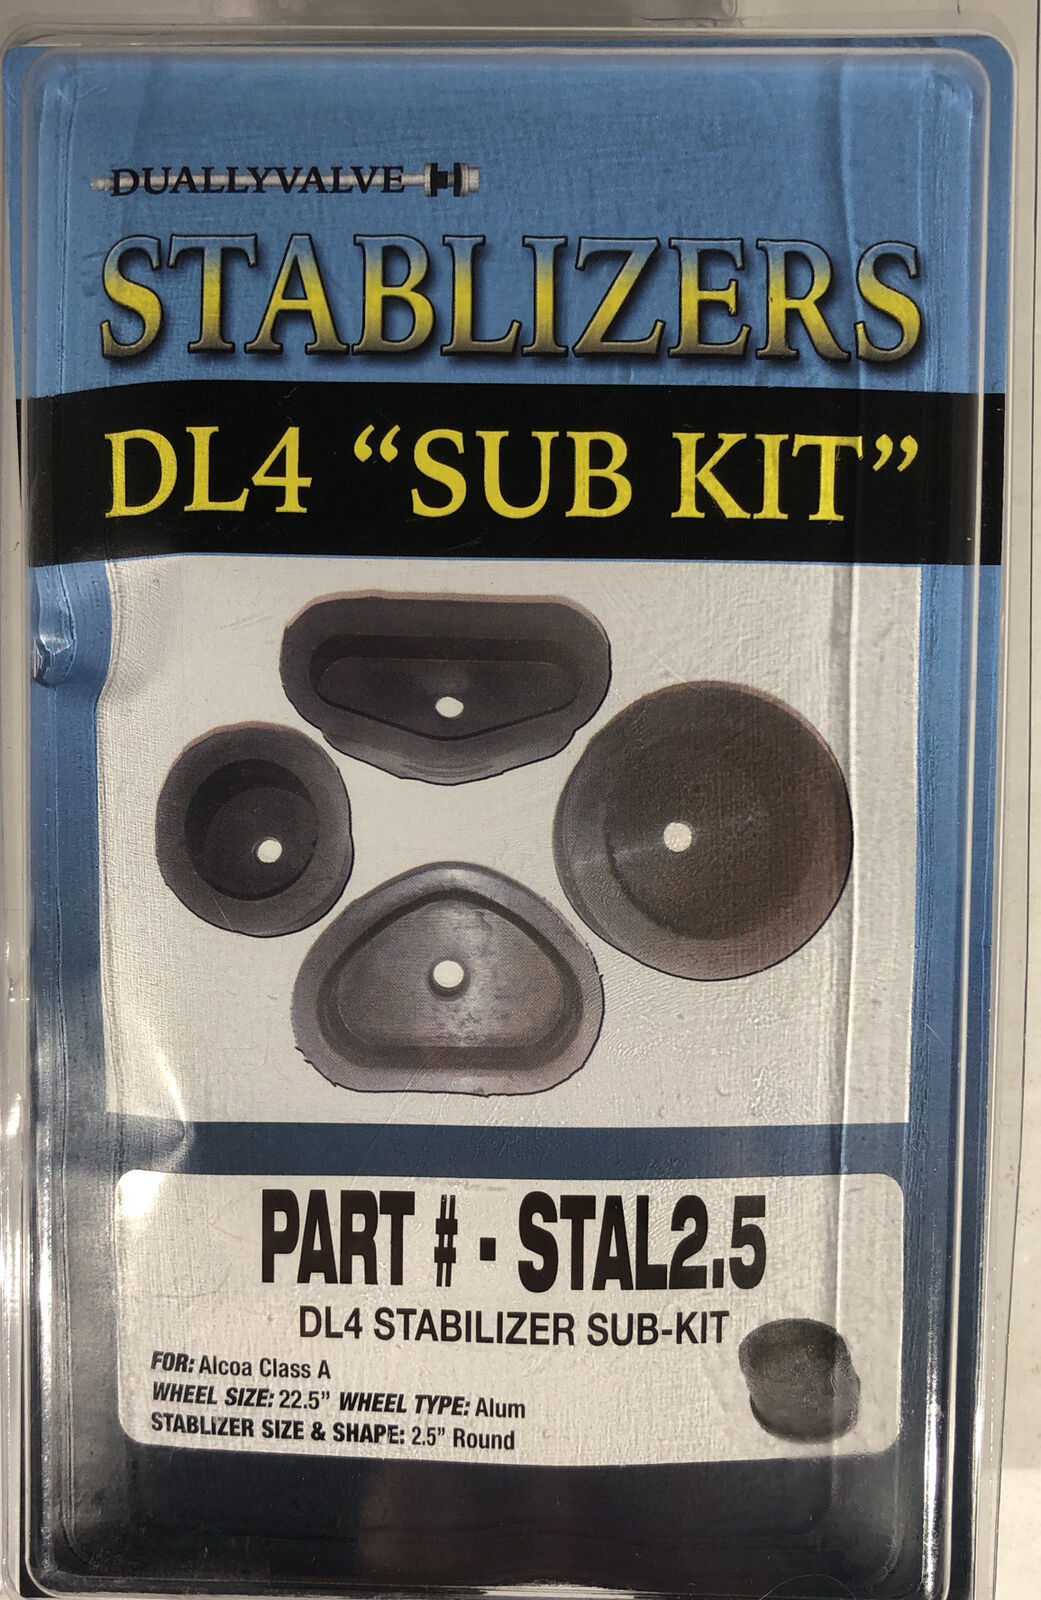 DUALLYVALVE
STABLIZERS
DL4 “SUB KIT”
PART # - STAL2.5
DL4 STABILIZER SUB-KIT
FOR: Alcoa Class A
WHEEL SIZE: 22.5” WHEEL TYPE: Alum
STABLIZER SIZE & SHAPE: 2.5” Round